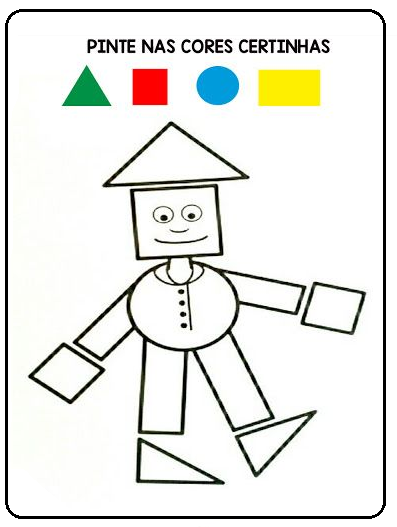 PINTE NAS CORES CERTINHAS